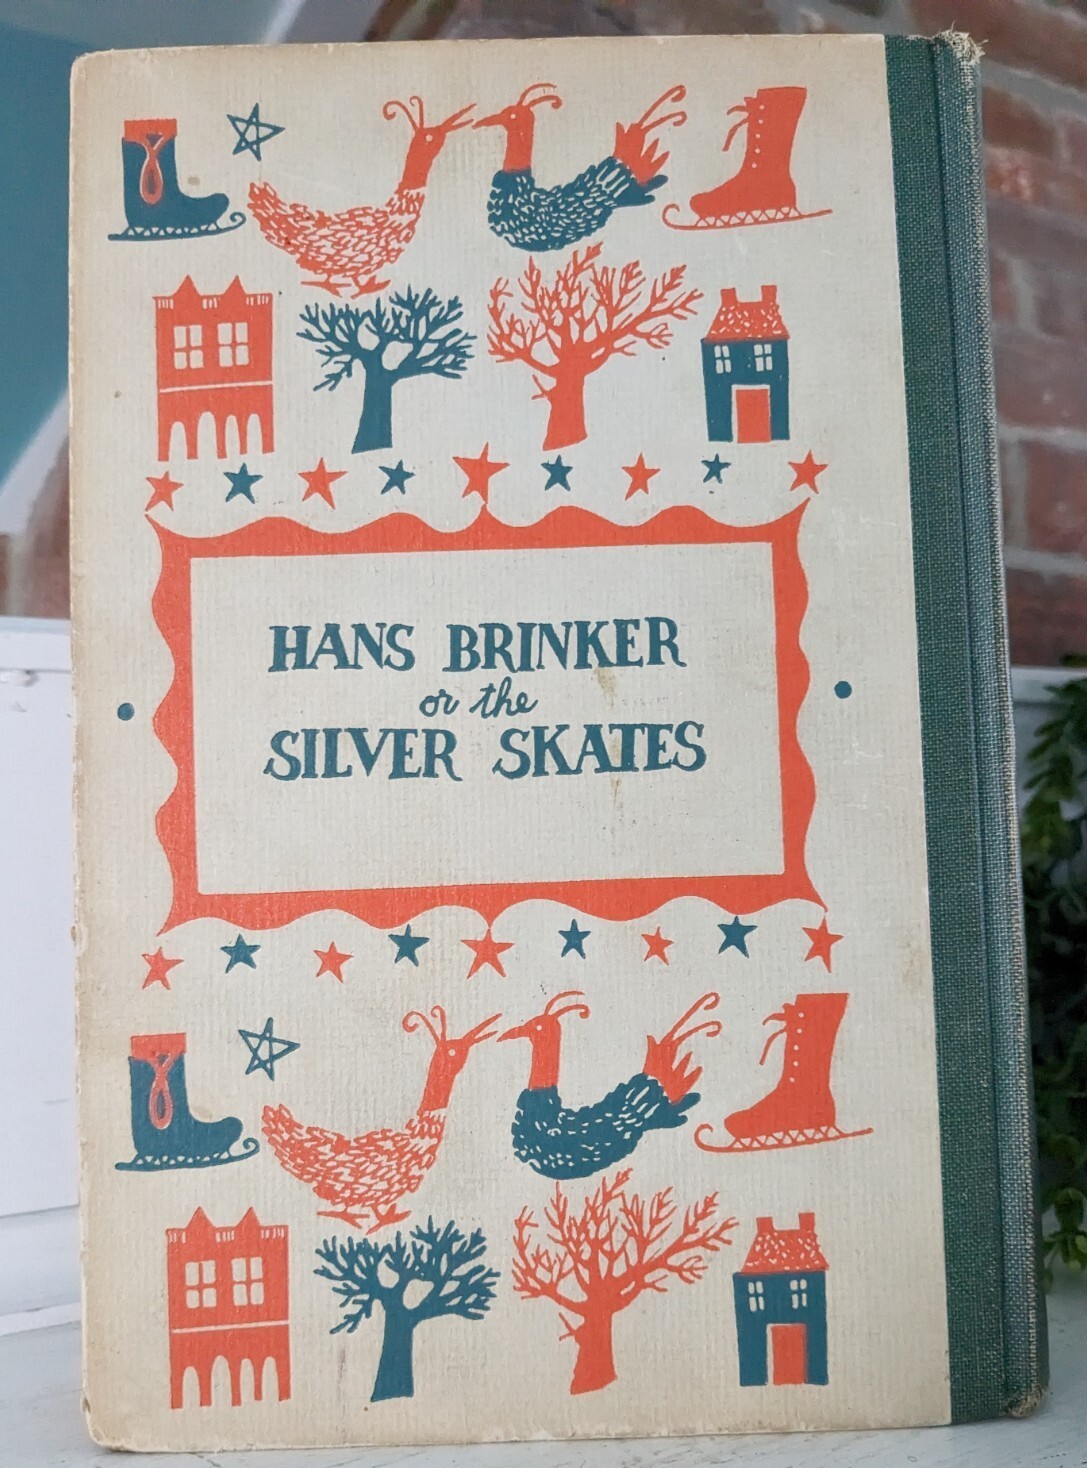 HANS BRINKER
or the
SILVER SKATES